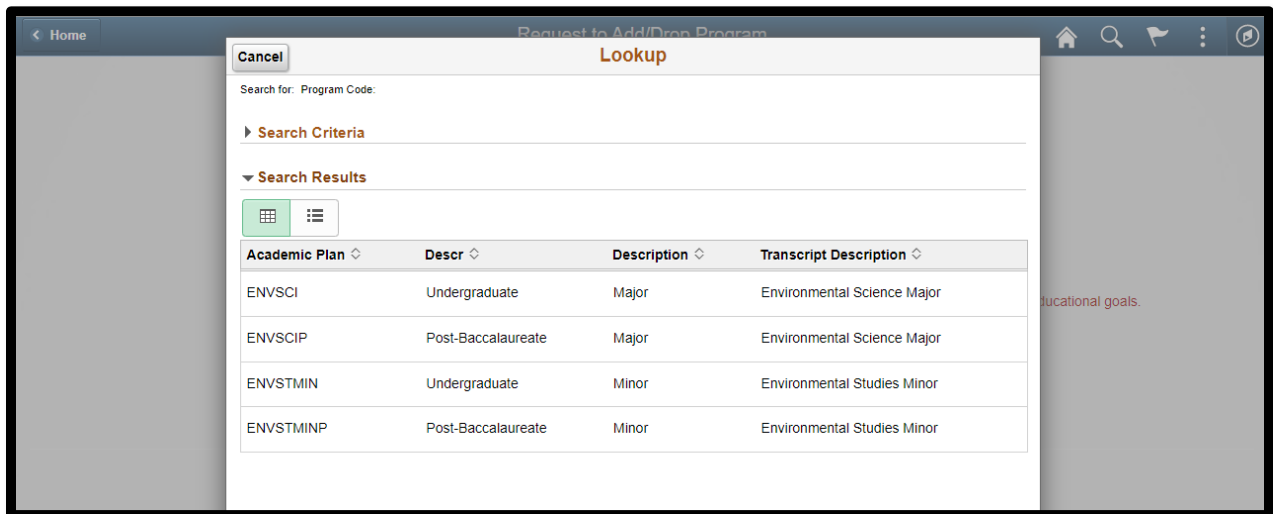 Home
Request to Add/Drop Program
Cancel
Lookup
Search for: Program Code:
Search Criteria
Search Results
Academic Plan Descr Description Transcript Description
ENVSCI Undergraduate Major Environmental Science Major
ENVSCIP Post-Baccalaureate Major Environmental Science Major
ENVSTMIN Undergraduate Minor Environmental Studies Minor
ENVSTMINP Post-Baccalaureate Minor Environmental Studies Minor
goals.